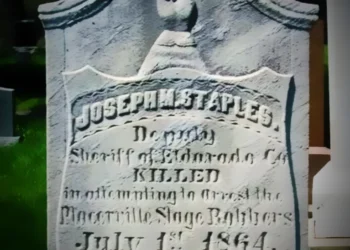 JOSEPH M. STAPLES.
Deputy
Sheriff of Eldorado Co
KILLED
in attempting to arrest the
Placerville Stage Robbers
July 1st 1864.